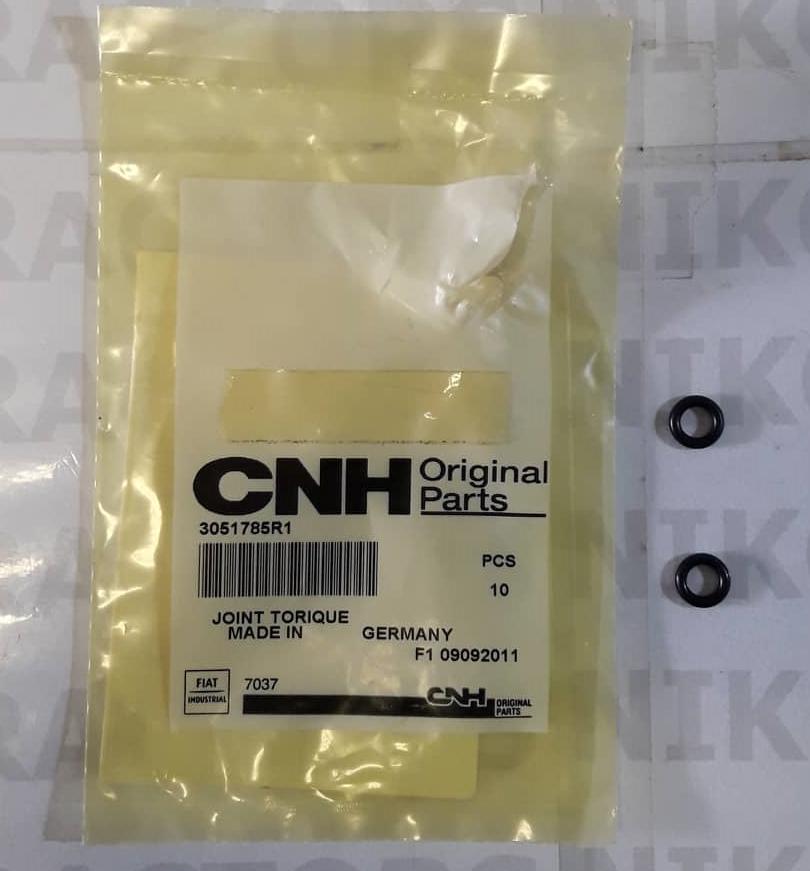 CNH Original
Parts
3051785R1
PCS
10
JOINT TORIQUE
MADE IN GERMANY
F1 09092011
FIAT
INDUSTRIAL
7037
CNH ORIGINAL
PARTS